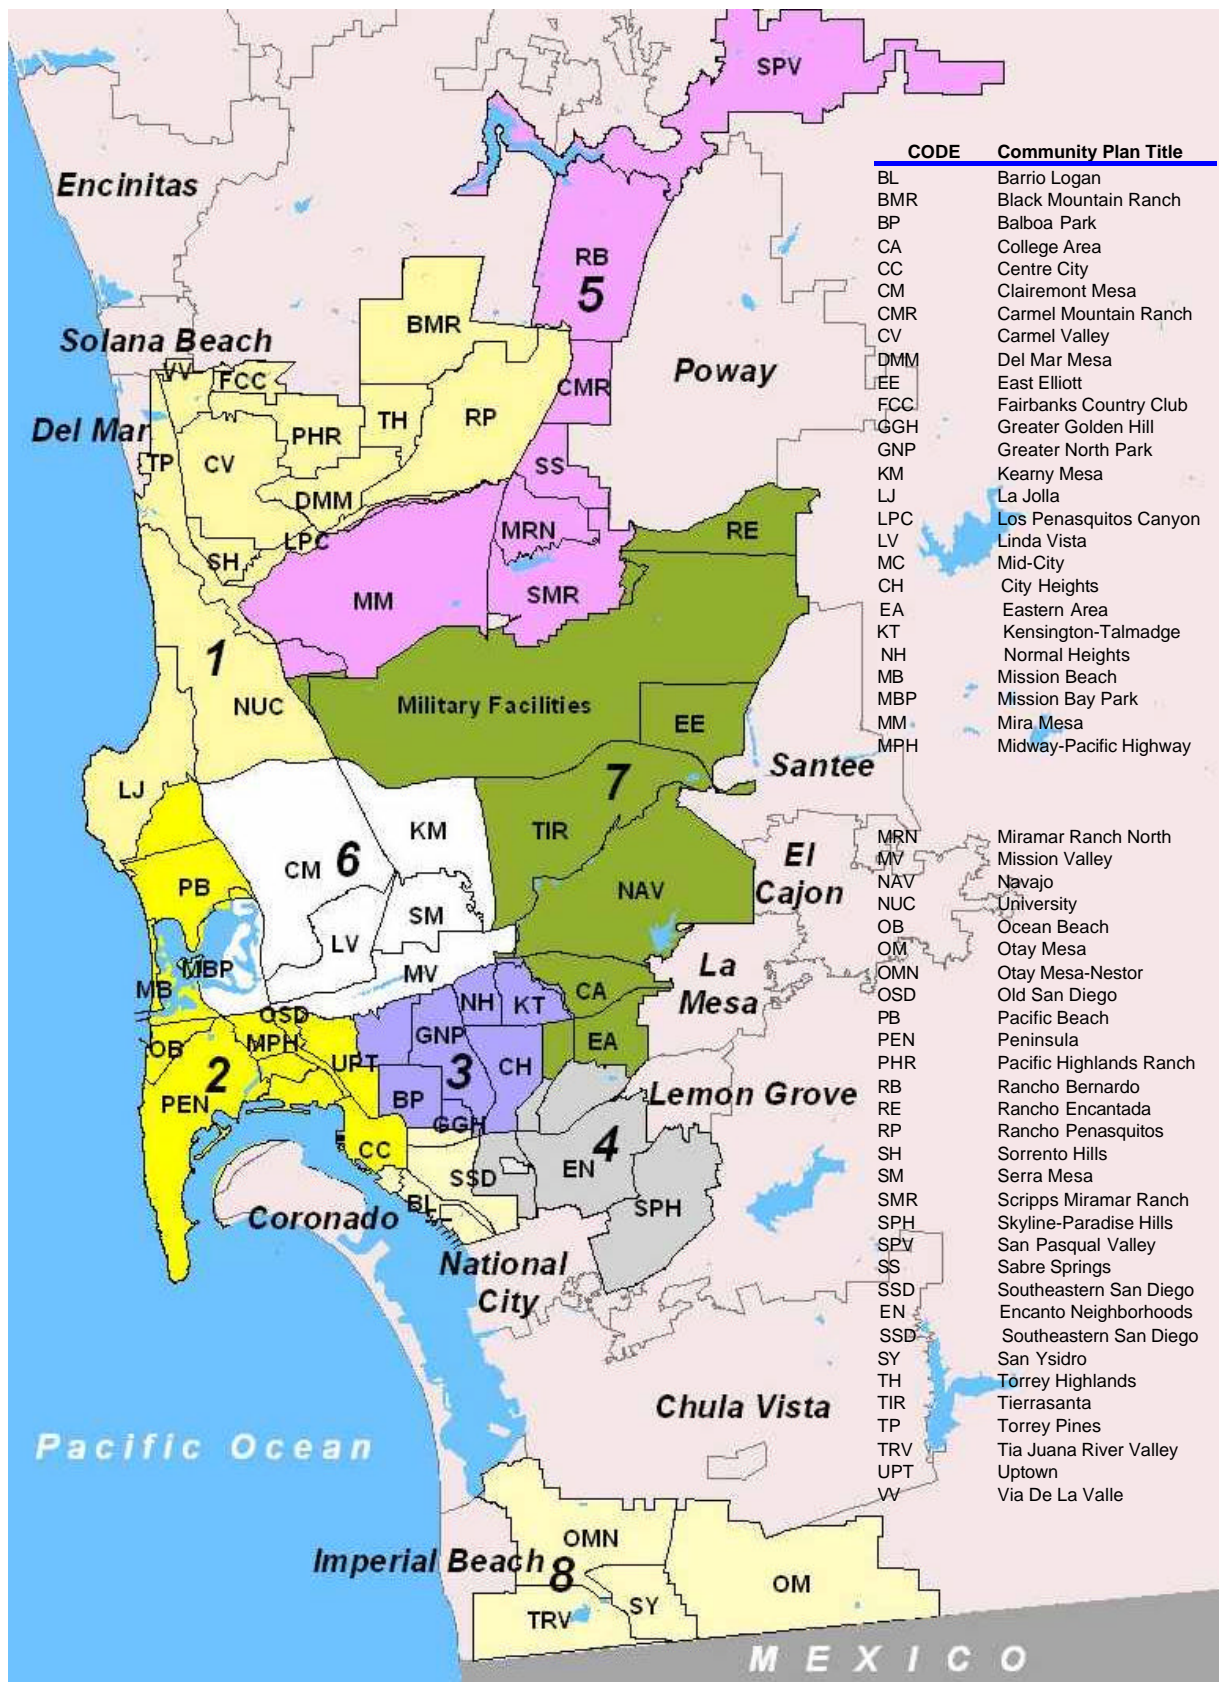 SPV
Encinitas
RB
5
BMR
Solana Beach
VV
FCC
CMR
Poway
Del Mar
PHR
TH
RP
TP
CV
SS
DMM
LPC
MRN
RE
SH
MM
SMR
1
NUC
Military Facilities
EE
Santee
7
LJ
KM
TIR
El
Cajon
CM
6
PB
NAV
SM
LV
La
Mesa
MBP
MV
MB
CA
NH
KT
OSD
GNP
OB
MPH
EA
UPT
3
CH
2
PEN
BP
Lemon Grove
GGH
4
CC
EN
SSD
SPH
BL
Coronado
National
City
Chula Vista
Pacific Ocean
OMN
Imperial Beach
8
OM
TRV
SY
MEXICO
CODE Community Plan Title
BL Barrio Logan
BMR Black Mountain Ranch
BP Balboa Park
CA College Area
CC Centre City
CM Clairemont Mesa
CMR Carmel Mountain Ranch
CV Carmel Valley
DMM Del Mar Mesa
EE East Elliott
FCC Fairbanks Country Club
GGH Greater Golden Hill
GNP Greater North Park
KM Kearny Mesa
LJ La Jolla
LPC Los Penasquitos Canyon
LV Linda Vista
MC Mid-City
CH City Heights
EA Eastern Area
KT Kensington-Talmadge
NH Normal Heights
MB Mission Beach
MBP Mission Bay Park
MM Mira Mesa
MPH Midway-Pacific Highway
MRN Miramar Ranch North
MV Mission Valley
NAV Navajo
NUC University
OB Ocean Beach
OM Otay Mesa
OMN Otay Mesa-Nestor
OSD Old San Diego
PB Pacific Beach
PEN Peninsula
PHR Pacific Highlands Ranch
RB Rancho Bernardo
RE Rancho Encantada
RP Rancho Penasquitos
SH Sorrento Hills
SM Serra Mesa
SMR Scripps Miramar Ranch
SPH Skyline-Paradise Hills
SPV San Pasqual Valley
SS Sabre Springs
SSD Southeastern San Diego
EN Encanto Neighborhoods
SSD Southeastern San Diego
SY San Ysidro
TH Torrey Highlands
TIR Tierrasanta
TP Torrey Pines
TRV Tia Juana River Valley
UPT Uptown
VV Via De La Valle